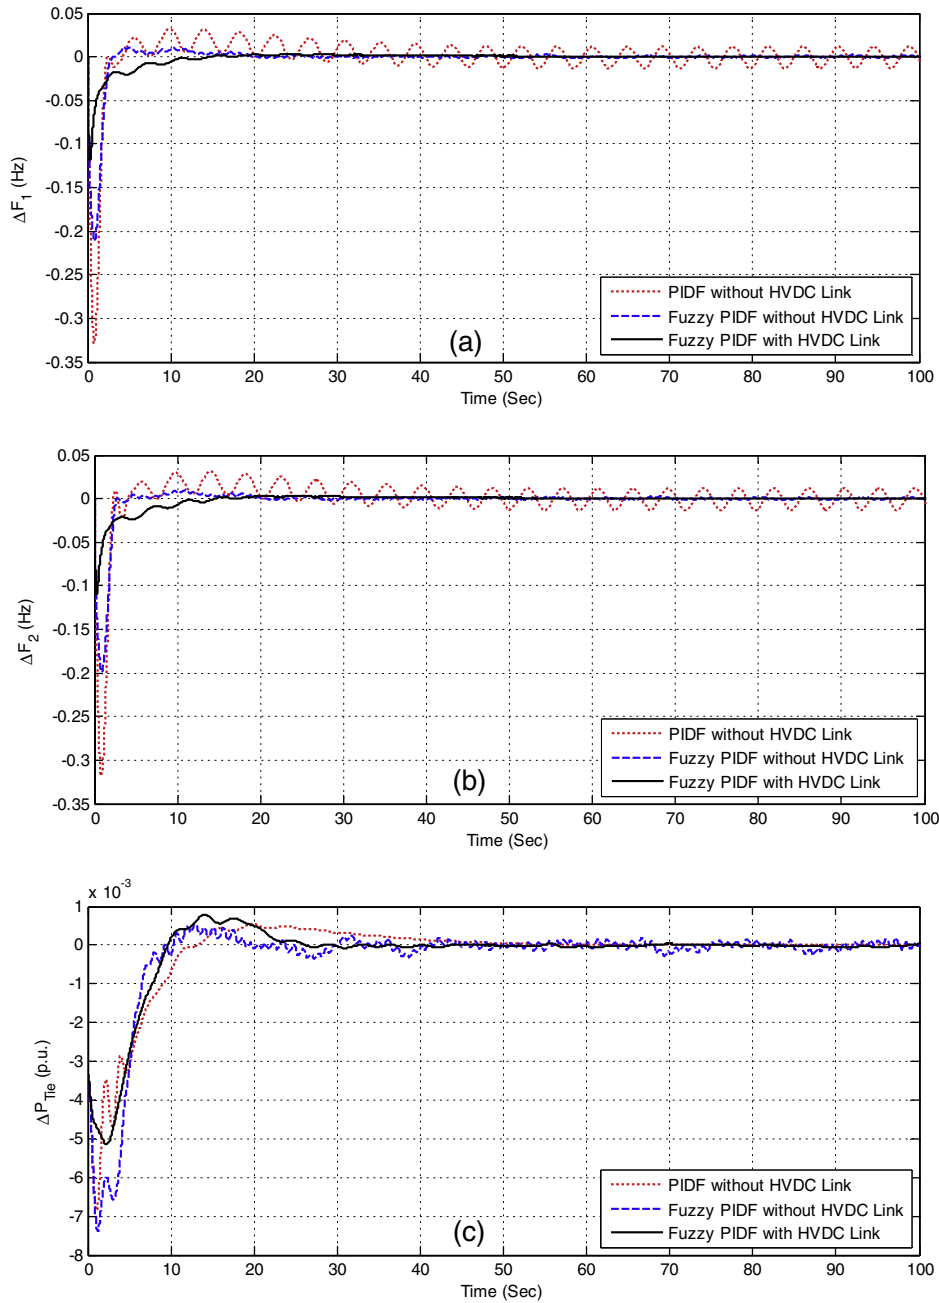 0.05
0
-0.05
-0.1
-0.15
-0.2
-0.25
-0.3
-0.35
ΔF1 (Hz)
PIDF without HVDC Link
Fuzzy PIDF without HVDC Link
Fuzzy PIDF with HVDC Link
(a)
0 10 20 30 40 50 60 70 80 90 100
Time (Sec)
0.05
0
-0.05
-0.1
-0.15
-0.2
-0.25
-0.3
-0.35
ΔF2 (Hz)
PIDF without HVDC Link
Fuzzy PIDF without HVDC Link
Fuzzy PIDF with HVDC Link
(b)
0 10 20 30 40 50 60 70 80 90 100
Time (Sec)
x 10^-3
1
0
-1
-2
-3
-4
-5
-6
-7
-8
ΔPTie (p.u.)
PIDF without HVDC Link
Fuzzy PIDF without HVDC Link
Fuzzy PIDF with HVDC Link
(c)
0 10 20 30 40 50 60 70 80 90 100
Time (Sec)